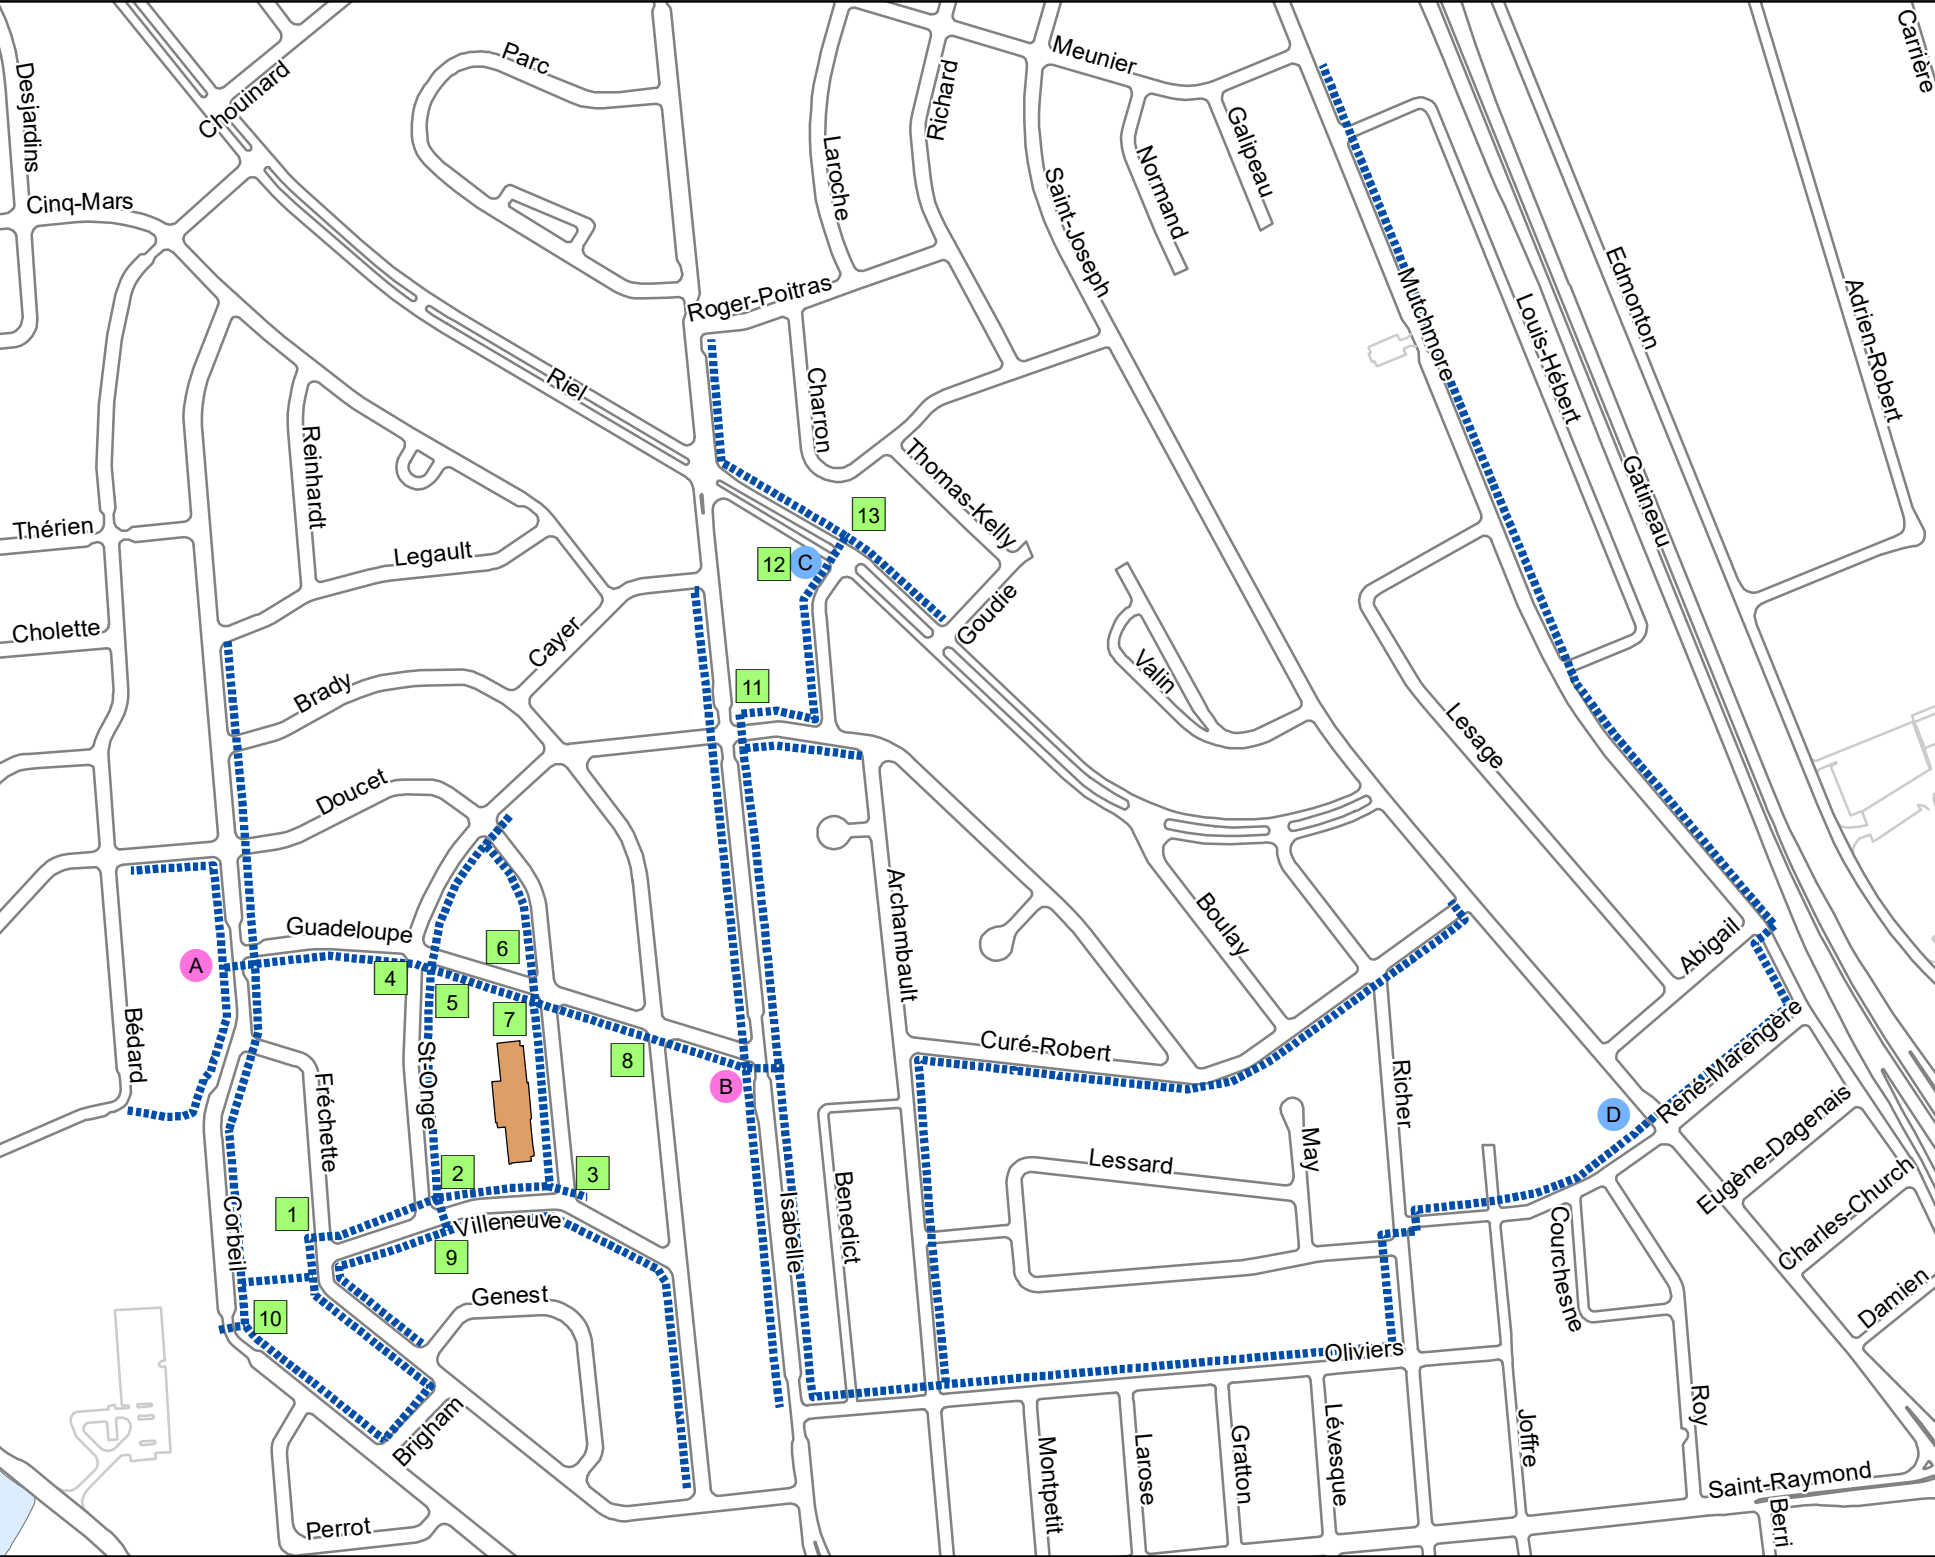 Desjardins
Chouinard
Cinq-Mars
Parc
Laroche
Richard
Meunier
Saint-Joseph
Normand
Galipeau
Carrière
Edmonton
Adrien-Robert
Louis-Hébert
Mutchmore
Gatineau
Roger-Poitras
Charron
Riel
Reinhardt
Thérien
Legault
Cholette
Cayer
Brady
Doucet
Thomas-Kelly
Goudie
Valin
Lesage
13
12
C
11
Guadeloupe
A
4
5
6
7
8
B
Bédard
St-Onge
Fréchette
Corbeil
1
2
3
Villeneuve
9
10
Genest
Brigham
Perrot
Isabelle
Benedict
Archambault
Curé-Robert
Boulay
Abigail
René-Marengère
D
Richer
May
Lessard
Eugène-Dagenais
Charles-Church
Damien
Courchesne
Oliviers
Montpetit
Larose
Gratton
Lévesque
Joffre
Roy
Saint-Raymond
Berri